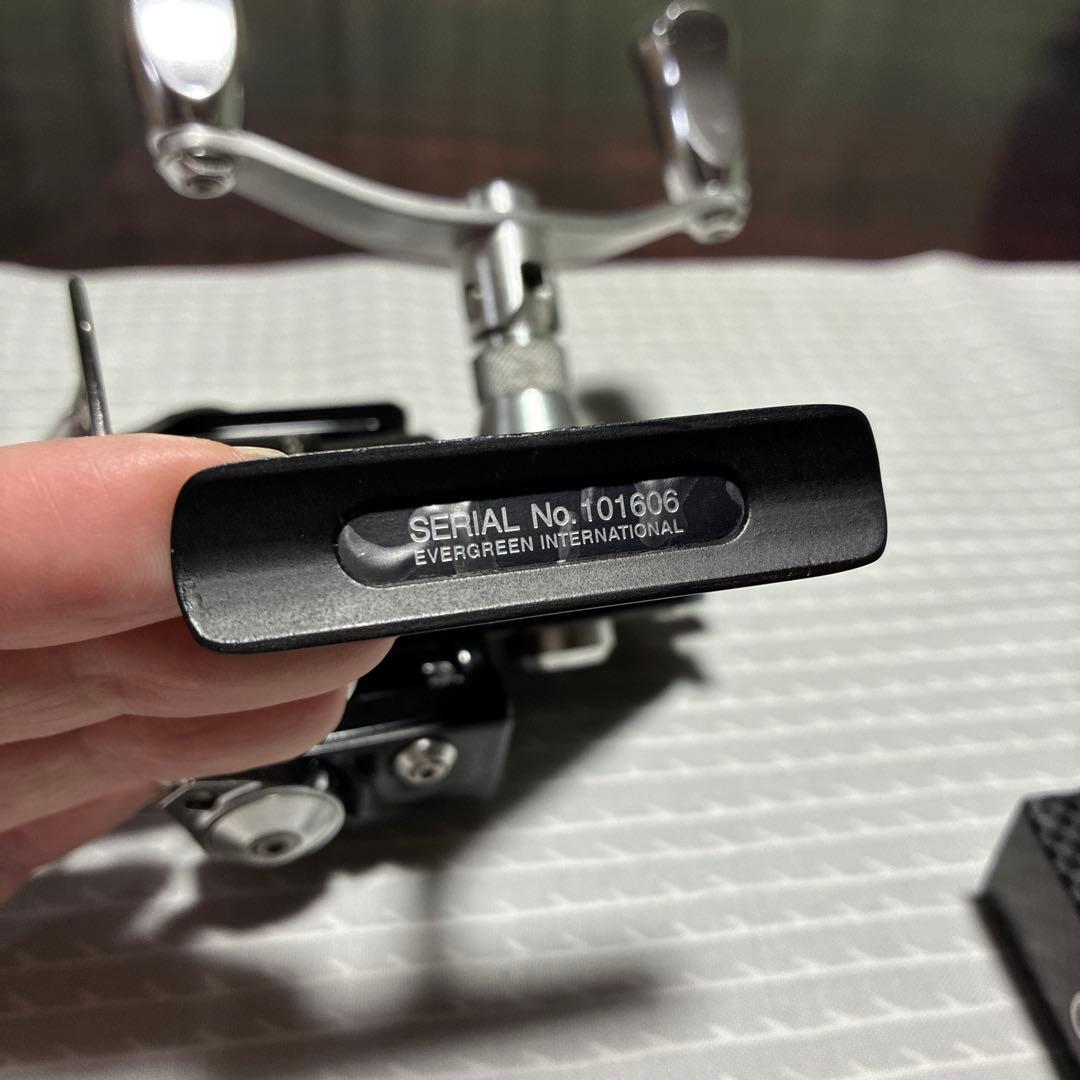 SERIAL No.101606
EVERGREEN INTERNATIONAL